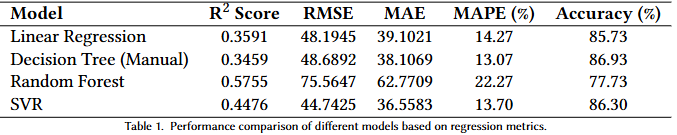 Model R² Score RMSE MAE MAPE (%) Accuracy (%)
Linear Regression 0.3591 48.1945 39.1021 14.27 85.73
Decision Tree (Manual) 0.3459 48.6892 38.1069 13.07 86.93
Random Forest 0.5755 75.5647 62.7709 22.27 77.73
SVR 0.4476 44.7425 36.5583 13.70 86.30
Table 1. Performance comparison of different models based on regression metrics.